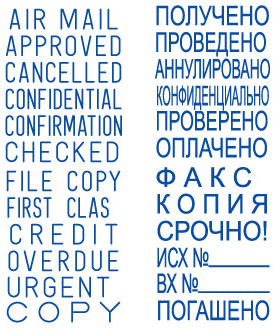 AIR MAIL
APPROVED
CANCELLED
CONFIDENTIAL
CONFIRMATION
CHECKED
FILE COPY
FIRST CLAS
CREDIT
OVERDUE
URGENT
COPY
ПОЛУЧЕНО
ПРОВЕДЕНО
АННУЛИРОВАНО
КОНФИДЕНЦИАЛЬНО
ПРОВЕРЕНО
ОПЛАЧЕНО
ФАКС
КОПИЯ
СРОЧНО!
ИСХ №______
ВХ №______
ПОГАШЕНО